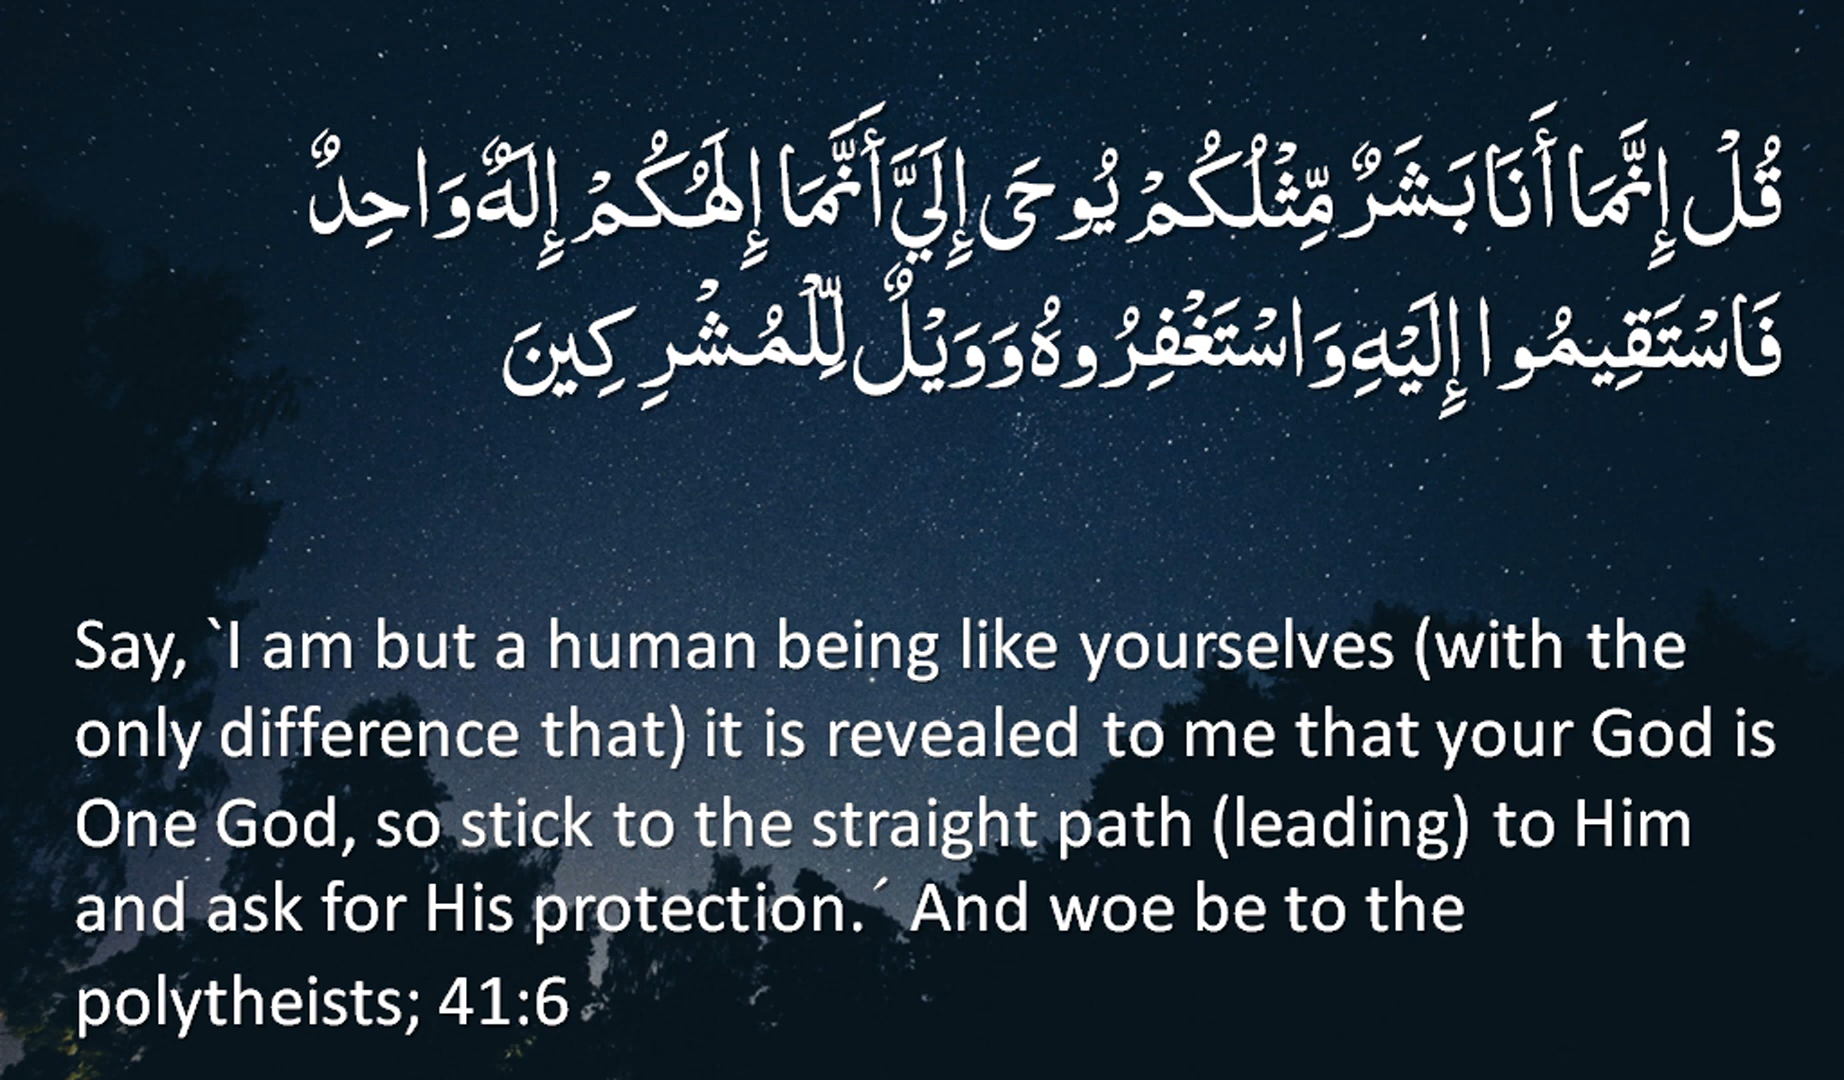 قُلْ إِنَّمَا أَنَا بَشَرٌ مِّثْلُكُمْ يُوحَى إِلَيَّ أَنَّمَا إِلَهُكُمْ إِلَهٌ وَاحِدٌ
فَاسْتَقِيمُوا إِلَيْهِ وَاسْتَغْفِرُوهُ وَوَيْلٌ لِّلْمُشْرِكِينَ
Say, `I am but a human being like yourselves (with the
only difference that) it is revealed to me that your God is
One God, so stick to the straight path (leading) to Him
and ask for His protection.´ And woe be to the
polytheists; 41:6